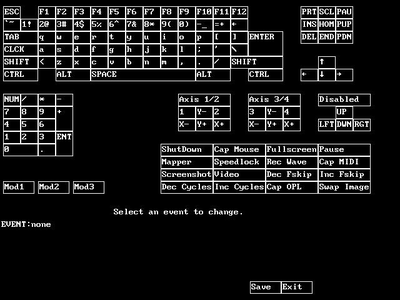 ESC F1 F2 F3 F4 F5 F6 F7 F8 F9 F10 F11 F12 PRT SCL PAU
`~ 1! 2@ 3# 4$ 5% 6^ 7& 8* 9( 0) -_ =+ ← INS HOM PUP
TAB q w e r t y u i o p [ ] ENTER DEL END PDN
CLCK a s d f g h j k l ; ' \
SHIFT < z x c v b n m , . / SHIFT ↑
CTRL ALT SPACE ALT CTRL ← ↓ →
NUM / * - Axis 1/2 Axis 3/4 Disabled
7 8 9 + 1 Y- 2 3 Y- 4 UP
4 5 6 X- Y+ X+ X- Y+ X+ LFT DWN RGT
1 2 3 ENT
0 .
ShutDown Cap Mouse Fullscreen Pause
Mapper Speedlock Rec Wave Cap MIDI
Screenshot Video Dec Fskip Inc Fskip
Mod1 Mod2 Mod3 Dec Cycles Inc Cycles Cap OPL Swap Image
Select an event to change.
EVENT:none
Save Exit